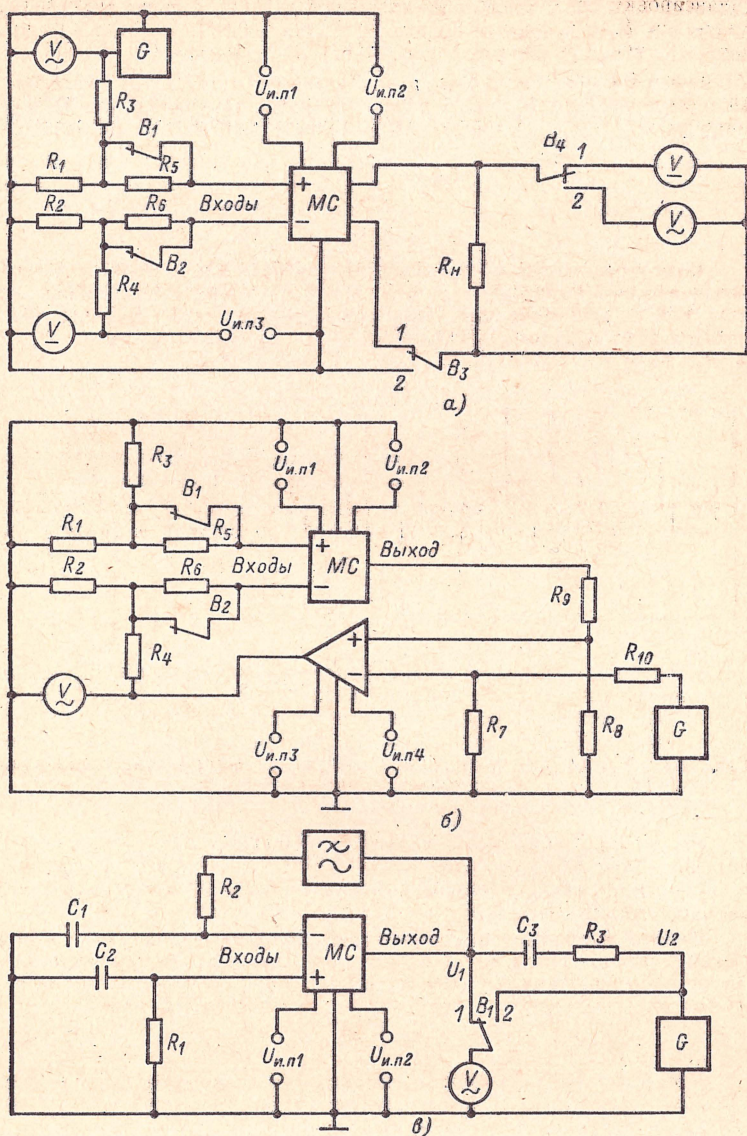 V G Uи.п1 Uи.п2
R3
B1
R1 R5
R2 R6 Входы + − МС
B2
R4
V Uи.п3
B4 1 V
2 V
Rн
1
2 B3
а)
R3 Uи.п1 Uи.п2
B1
R1 R5
R2 R6 Входы + − МС Выход
B2 R9
R4 + −
R10
V R7 R8 G
Uи.п3 Uи.п4
б)
R2
C1
C2 Входы − + МС Выход C3 R3 U2
U1
1 B1 2
R1 Uи.п1 Uи.п2 V G
в)